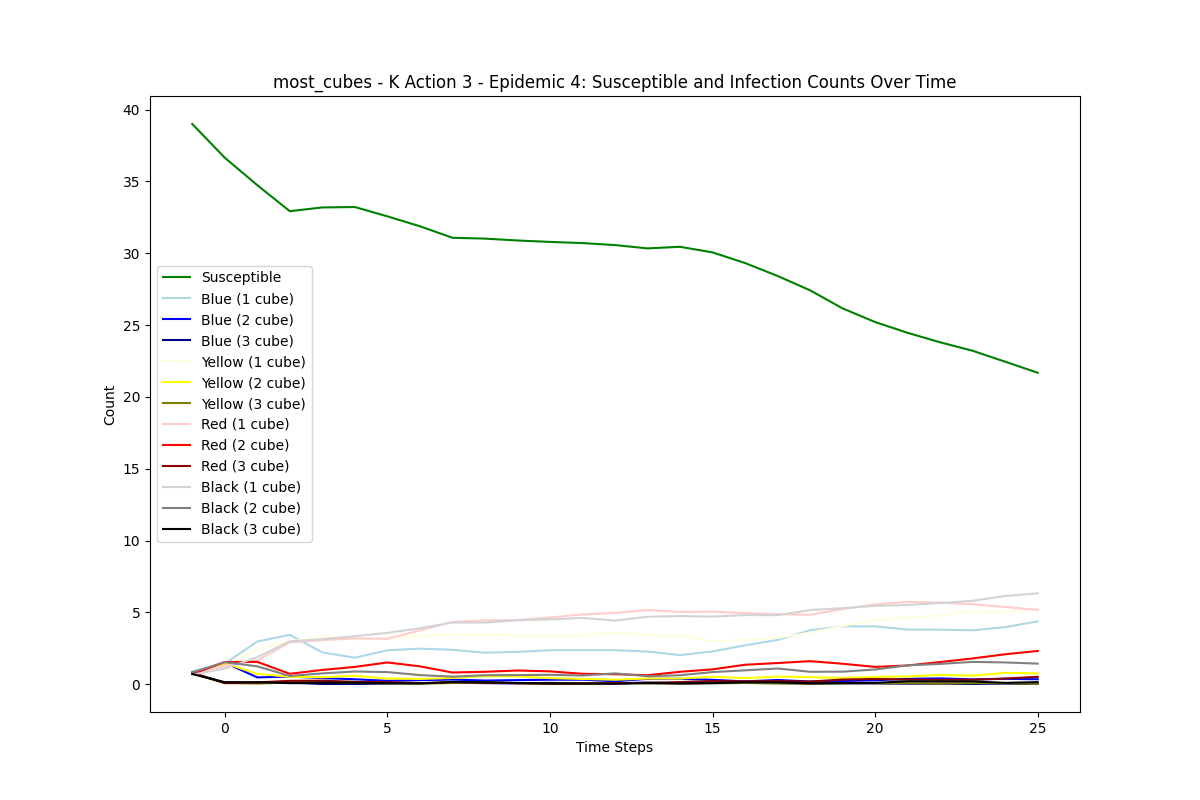 most_cubes - K Action 3 - Epidemic 4: Susceptible and Infection Counts Over Time
40
35
30
25
20
15
10
5
0
Count
Susceptible
Blue (1 cube)
Blue (2 cube)
Blue (3 cube)
Yellow (1 cube)
Yellow (2 cube)
Yellow (3 cube)
Red (1 cube)
Red (2 cube)
Red (3 cube)
Black (1 cube)
Black (2 cube)
Black (3 cube)
0 5 10 15 20 25
Time Steps